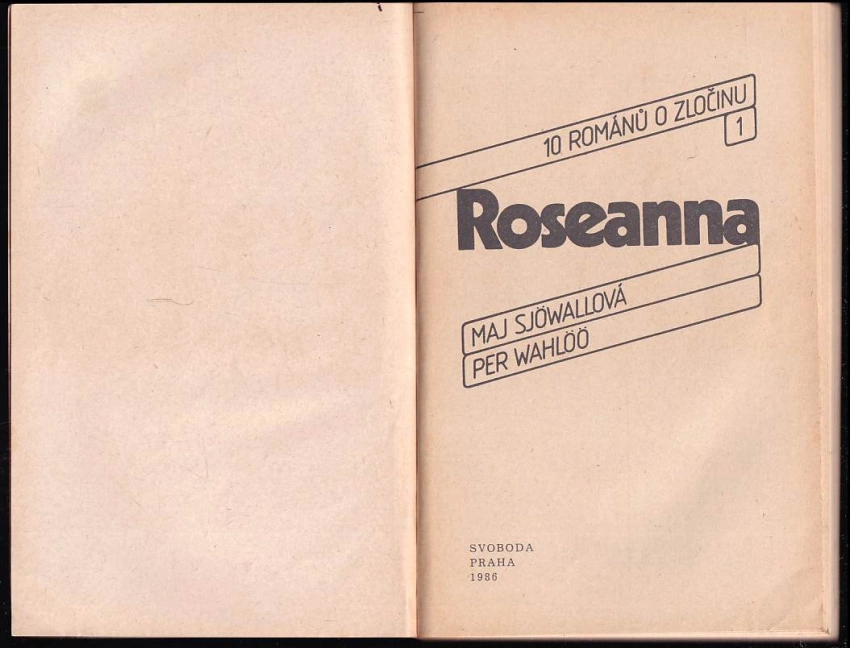 10 ROMÁNŮ O ZLOČINU
1
Roseanna
MAJ SJÖWALLOVÁ
PER WAHLÖÖ
SVOBODA
PRAHA
1986